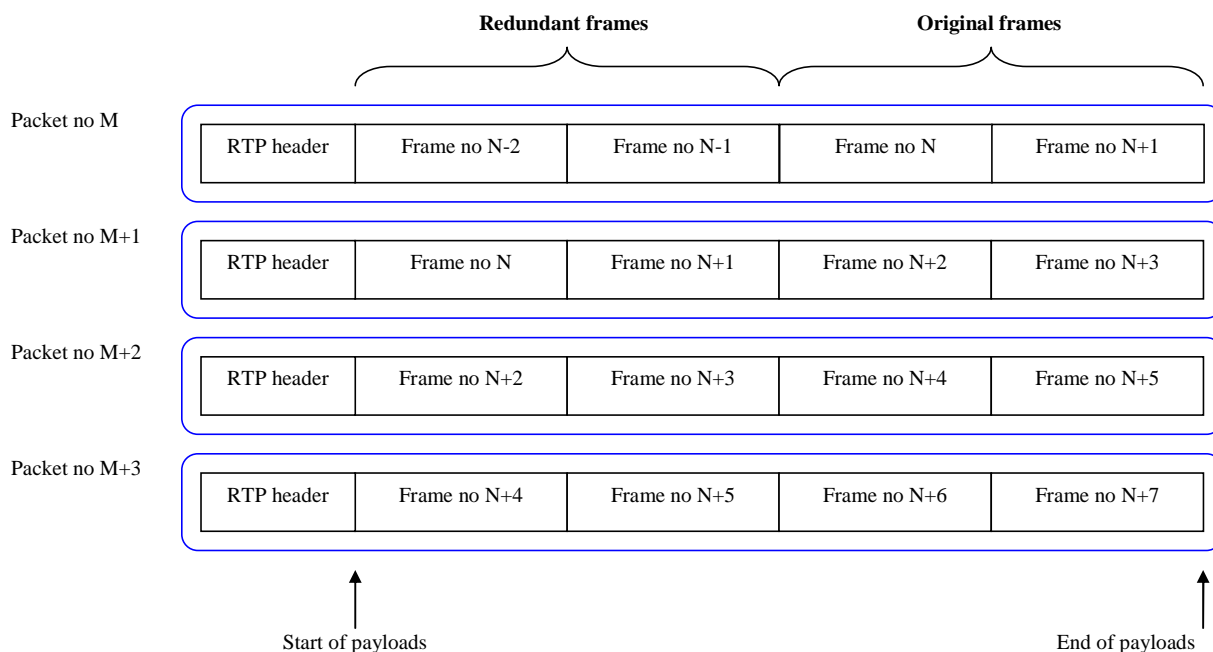 Redundant frames Original frames
Packet no M
RTP header Frame no N-2 Frame no N-1 Frame no N Frame no N+1
Packet no M+1
RTP header Frame no N Frame no N+1 Frame no N+2 Frame no N+3
Packet no M+2
RTP header Frame no N+2 Frame no N+3 Frame no N+4 Frame no N+5
Packet no M+3
RTP header Frame no N+4 Frame no N+5 Frame no N+6 Frame no N+7
Start of payloads End of payloads